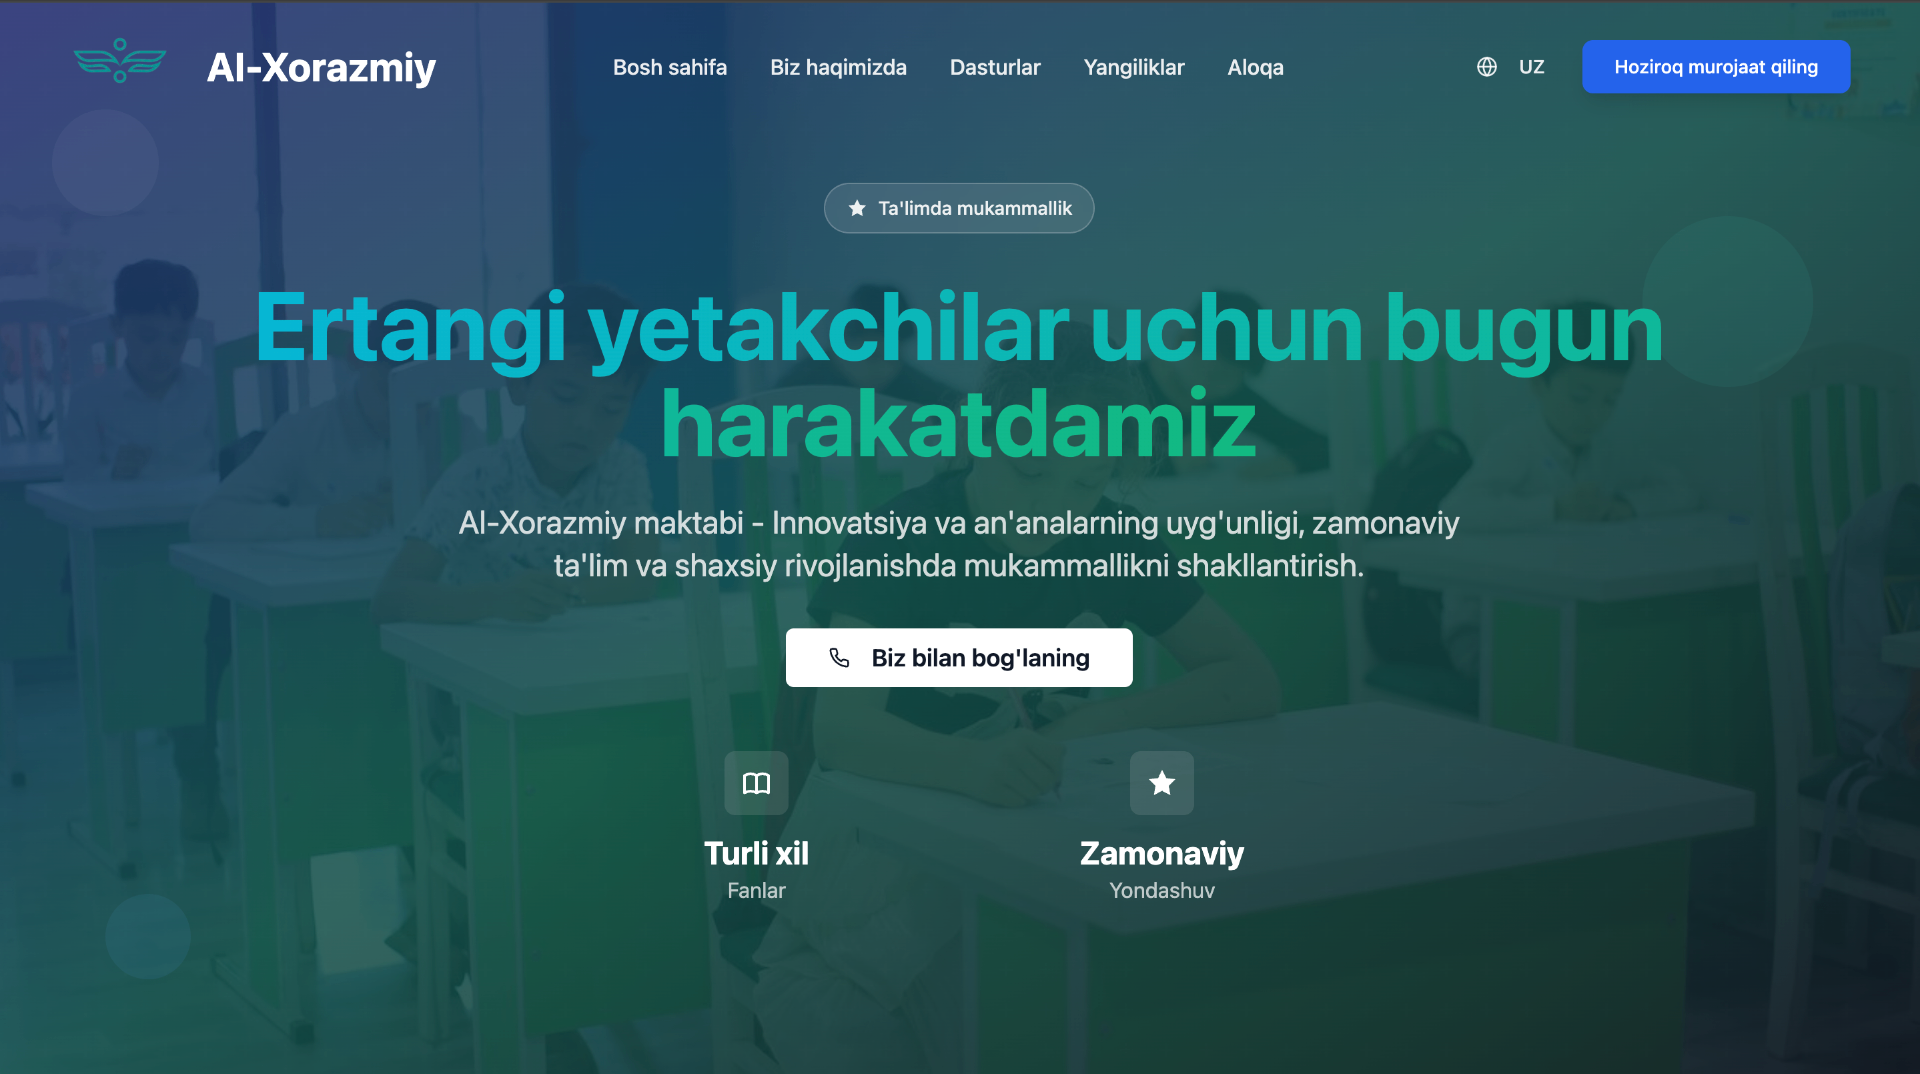 Al-Xorazmiy
Bosh sahifa
Biz haqimizda
Dasturlar
Yangiliklar
Aloqa
UZ
Hoziroq murojaat qiling
Ta'limda mukammallik
Ertangi yetakchilar uchun bugun
harakatdamiz
Al-Xorazmiy maktabi - Innovatsiya va an'analarning uyg'unligi, zamonaviy
ta'lim va shaxsiy rivojlanishda mukammallikni shakllantirish.
Biz bilan bog'laning
Turli xil
Fanlar
Zamonaviy
Yondashuv